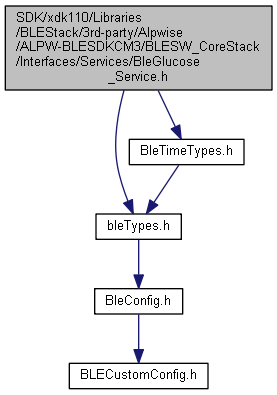 SDK/xdk110/Libraries
/BLEStack/3rd-party/Alpwise
/ALPW-BLESDKCM3/BLESW_CoreStack
/Interfaces/Services/BleGlucose
_Service.h
BleTimeTypes.h
bleTypes.h
BleConfig.h
BLECustomConfig.h